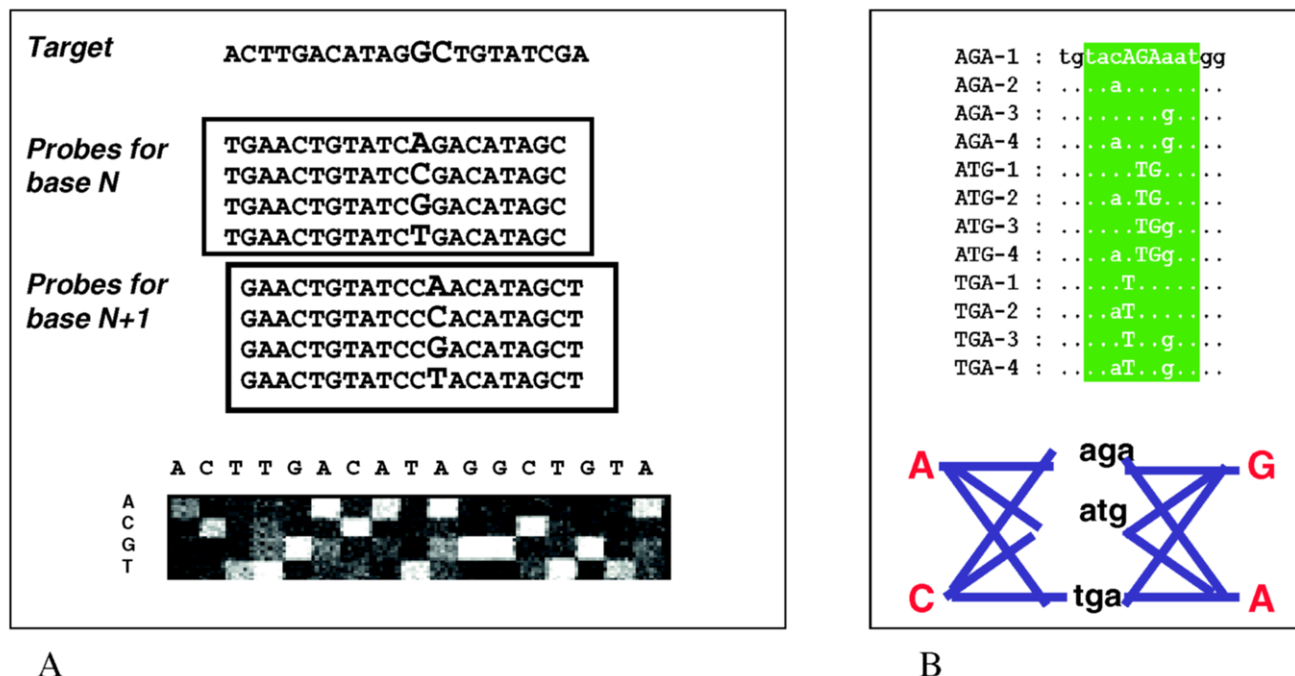 Target ACTTGACATAGGCTGTATCGA
Probes for
base N
TGAACTGTATCAGACATAGC
TGAACTGTATCCGACATAGC
TGAACTGTATCGGACATAGC
TGAACTGTATCTGACATAGC
Probes for
base N+1
GAACTGTATCCAACATAGCT
GAACTGTATCCCACATAGCT
GAACTGTATCCGACATAGCT
GAACTGTATCCTACATAGCT
A C T T G A C A T A G G C T G T A
A
C
G
T
A
AGA-1 : tgtacAGAaatgg
AGA-2 : ....a........
AGA-3 : ........g....
AGA-4 : ....a...g....
ATG-1 : ......TG.....
ATG-2 : ....a.TG.....
ATG-3 : ......TGg....
ATG-4 : ....a.TGg....
TGA-1 : .....T.......
TGA-2 : ....aT.......
TGA-3 : .....T..g....
TGA-4 : ....aT..g....
A aga G
atg
C tga A
B